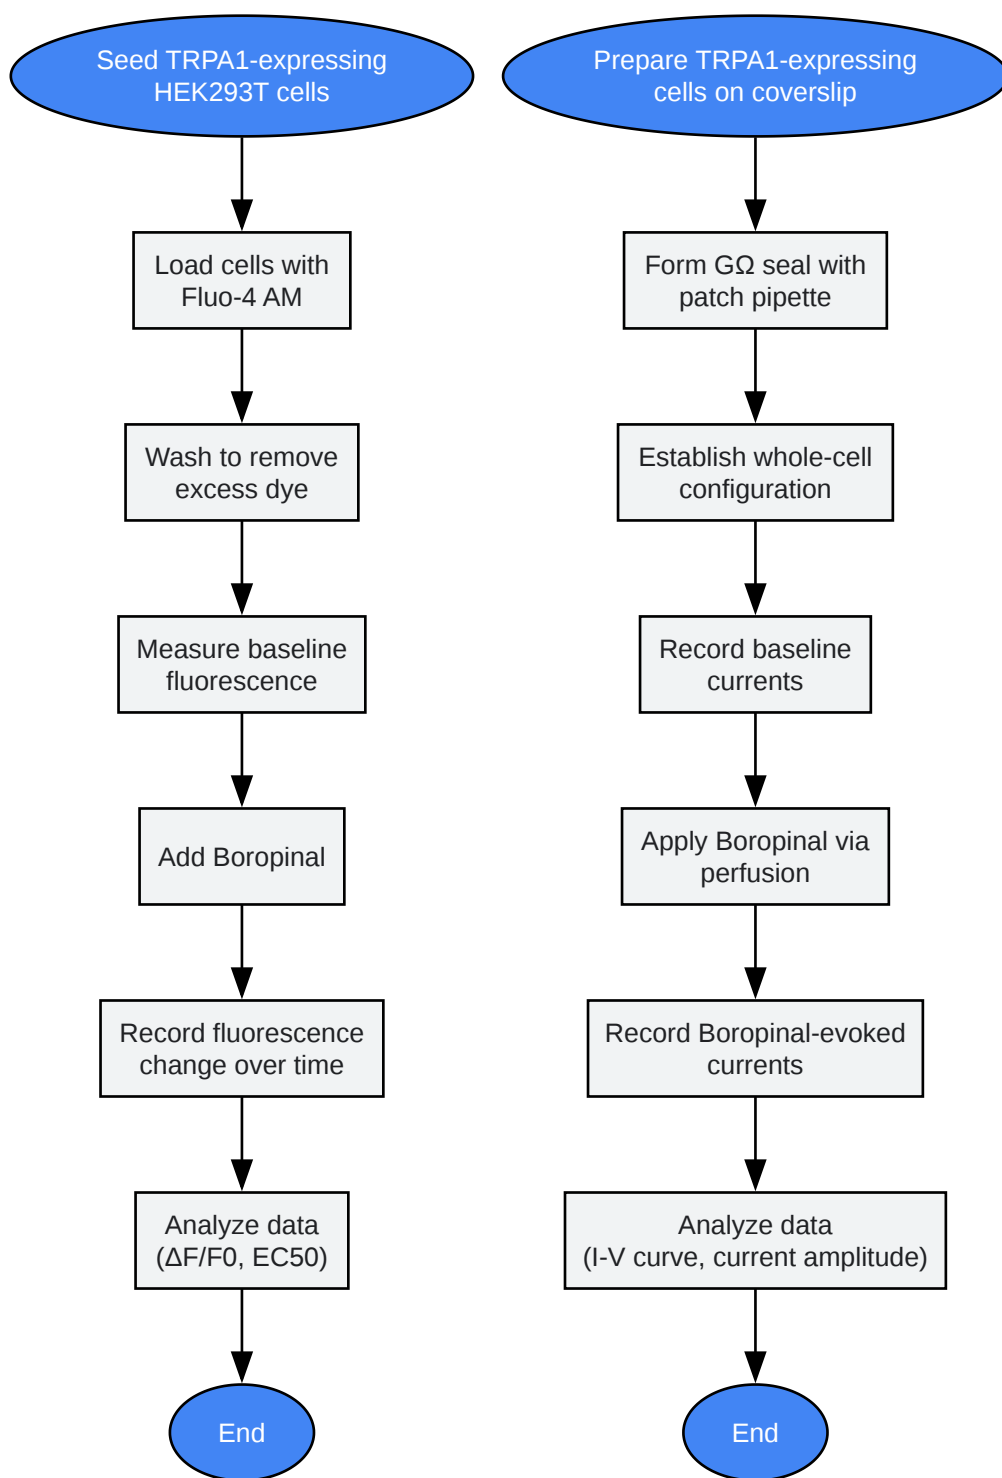 Seed TRPA1-expressing
HEK293T cells
Load cells with
Fluo-4 AM
Wash to remove
excess dye
Measure baseline
fluorescence
Add Boropinal
Record fluorescence
change over time
Analyze data
(ΔF/F0, EC50)
End
Prepare TRPA1-expressing
cells on coverslip
Form GΩ seal with
patch pipette
Establish whole-cell
configuration
Record baseline
currents
Apply Boropinal via
perfusion
Record Boropinal-evoked
currents
Analyze data
(I-V curve, current amplitude)
End